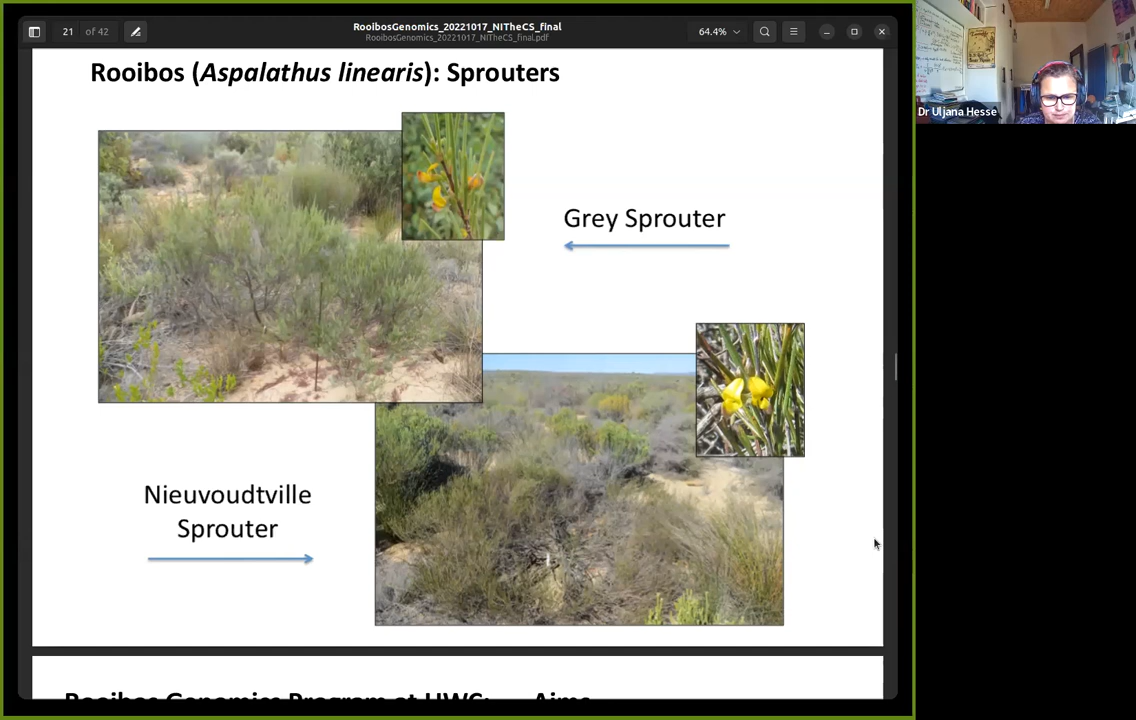 21 of 42
RooibosGenomics_20221017_NITheCS_final
RooibosGenomics_20221017_NITheCS_final.pdf
64.4%
Rooibos (Aspalathus linearis): Sprouters
Grey Sprouter
Nieuvoudtville
Sprouter
Rooibos Genomics Program at UWC: Aims
Dr Uljana Hesse